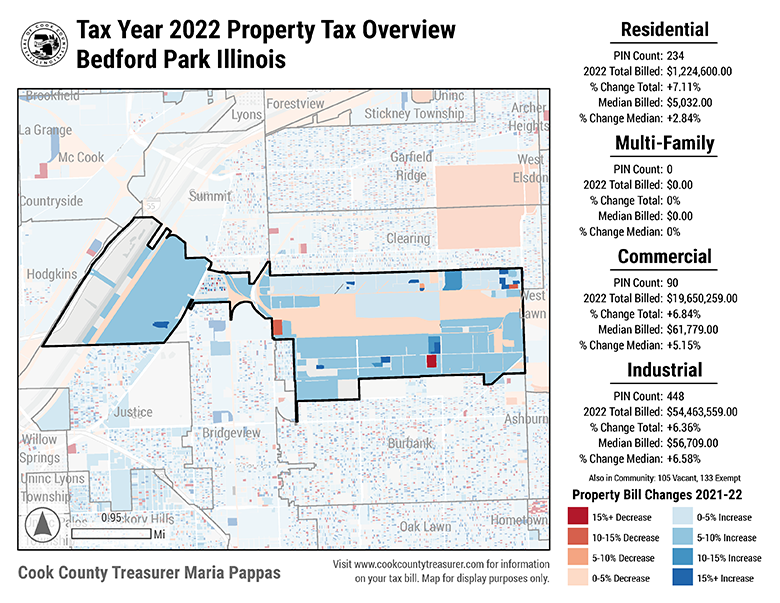 Tax Year 2022 Property Tax Overview
Bedford Park Illinois
Residential
PIN Count: 234
2022 Total Billed: $1,224,600.00
% Change Total: +7.11%
Median Billed: $5,032.00
% Change Median: +2.84%
Multi-Family
PIN Count: 0
2022 Total Billed: $0.00
% Change Total: 0%
Median Billed: $0.00
% Change Median: 0%
Commercial
PIN Count: 90
2022 Total Billed: $19,650,259.00
% Change Total: +6.84%
Median Billed: $61,779.00
% Change Median: +5.15%
Industrial
PIN Count: 448
2022 Total Billed: $54,463,559.00
% Change Total: +6.36%
Median Billed: $56,709.00
% Change Median: +6.58%
Also in Community: 105 Vacant, 133 Exempt
Property Bill Changes 2021-22
15%+ Decrease
10-15% Decrease
5-10% Decrease
0-5% Decrease
0-5% Increase
5-10% Increase
10-15% Increase
15%+ Increase
Brookfield
Lyons
Forestview
Uninc
Stickney Township
Archer
Heights
La Grange
Mc Cook
Garfield
Ridge
West
Elsdon
Countryside
Summit
Clearing
Hodgkins
West
Lawn
Justice
Bridgeview
Burbank
Ashburn
Willow
Springs
Uninc Lyons
Township
Hickory Hills
Oak Lawn
Hometown
0.95
Mi
Cook County Treasurer Maria Pappas
Visit www.cookcountytreasurer.com for information
on your tax bill. Map for display purposes only.